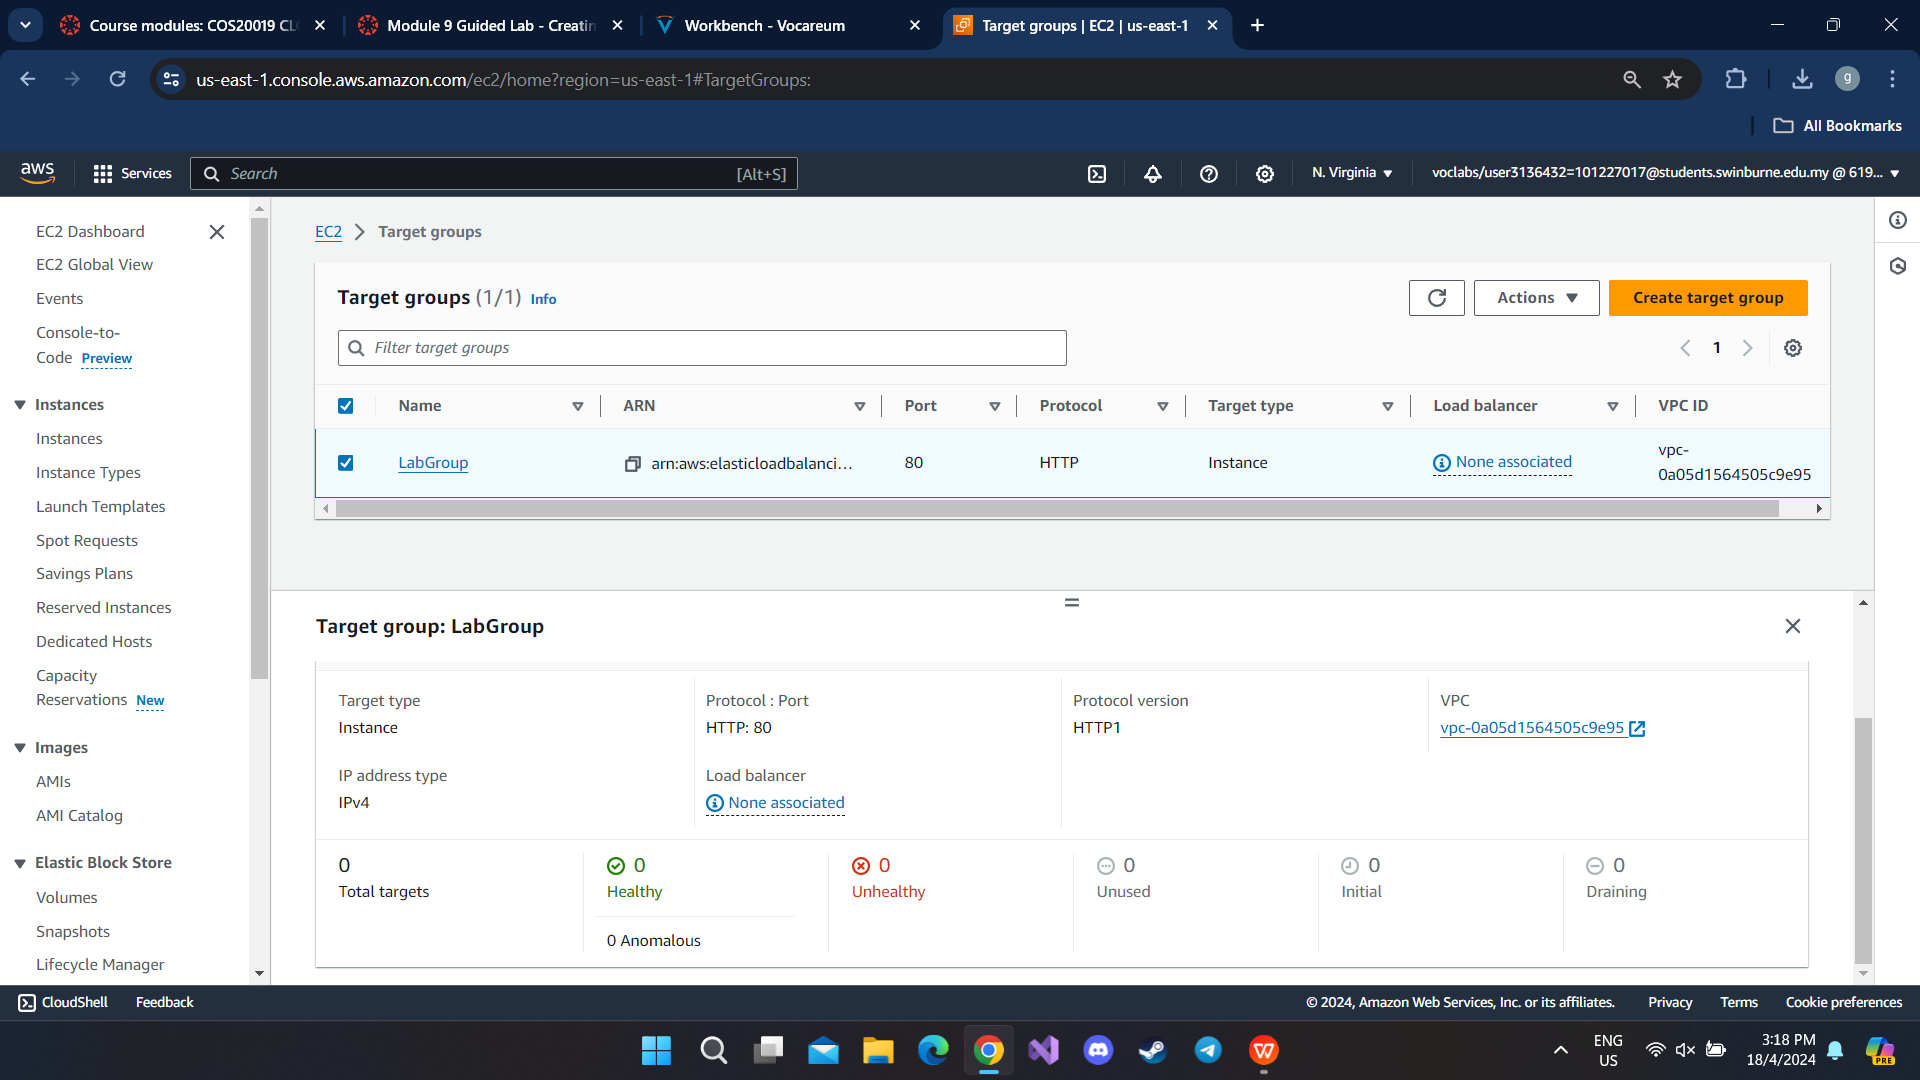 Course modules: COS20019 CL
Module 9 Guided Lab - Creatin
Workbench - Vocareum
Target groups | EC2 | us-east-1
us-east-1.console.aws.amazon.com/ec2/home?region=us-east-1#TargetGroups:
g
All Bookmarks
aws
Services
Search
[Alt+S]
N. Virginia
voclabs/user3136432=101227017@students.swinburne.edu.my @ 619...
EC2 Dashboard
EC2 Global View
Events
Console-to-
Code Preview
Instances
Instances
Instance Types
Launch Templates
Spot Requests
Savings Plans
Reserved Instances
Dedicated Hosts
Capacity
Reservations New
Images
AMIs
AMI Catalog
Elastic Block Store
Volumes
Snapshots
Lifecycle Manager
EC2 > Target groups
Target groups (1/1) Info
Actions
Create target group
Filter target groups
1
Name ARN Port Protocol Target type Load balancer VPC ID
LabGroup arn:aws:elasticloadbalanci... 80 HTTP Instance None associated vpc-
0a05d1564505c9e95
Target group: LabGroup
Target type Protocol : Port Protocol version VPC
Instance HTTP: 80 HTTP1 vpc-0a05d1564505c9e95
IP address type Load balancer
IPv4 None associated
0 0 0 0 0 0
Total targets Healthy Unhealthy Unused Initial Draining
0 Anomalous
CloudShell Feedback © 2024, Amazon Web Services, Inc. or its affiliates. Privacy Terms Cookie preferences
ENG
US
3:18 PM
18/4/2024
PRE